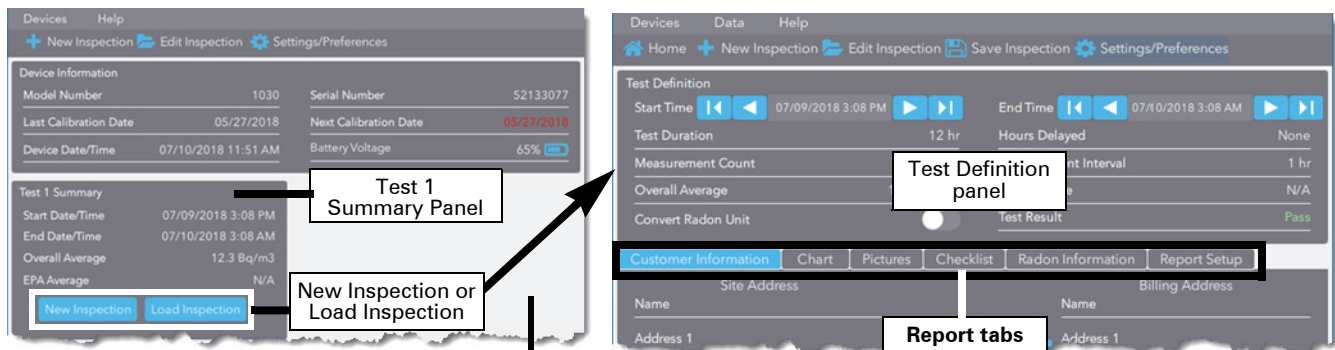 Devices Help
New Inspection Edit Inspection Settings/Preferences
Device Information
Model Number 1030 Serial Number 52133077
Last Calibration Date 05/27/2018 Next Calibration Date 05/27/2018
Device Date/Time 07/10/2018 11:51 AM Battery Voltage 65%
Test 1 Summary
Start Date/Time 07/09/2018 3:08 PM
End Date/Time 07/10/2018 3:08 AM
Overall Average 12.3 Bq/m3
EPA Average N/A
New Inspection Load Inspection
Test 1
Summary Panel
New Inspection or
Load Inspection
Devices Data Help
Home New Inspection Edit Inspection Save Inspection Settings/Preferences
Test Definition
Start Time 07/09/2018 3:08 PM End Time 07/10/2018 3:08 AM
Test Duration 12 hr Hours Delayed None
Measurement Count Interval 1 hr
Overall Average N/A
Convert Radon Unit Test Result Pass
Test Definition
panel
Customer Information Chart Pictures Checklist Radon Information Report Setup
Site Address Billing Address
Name Name
Address 1 Address 1
Report tabs